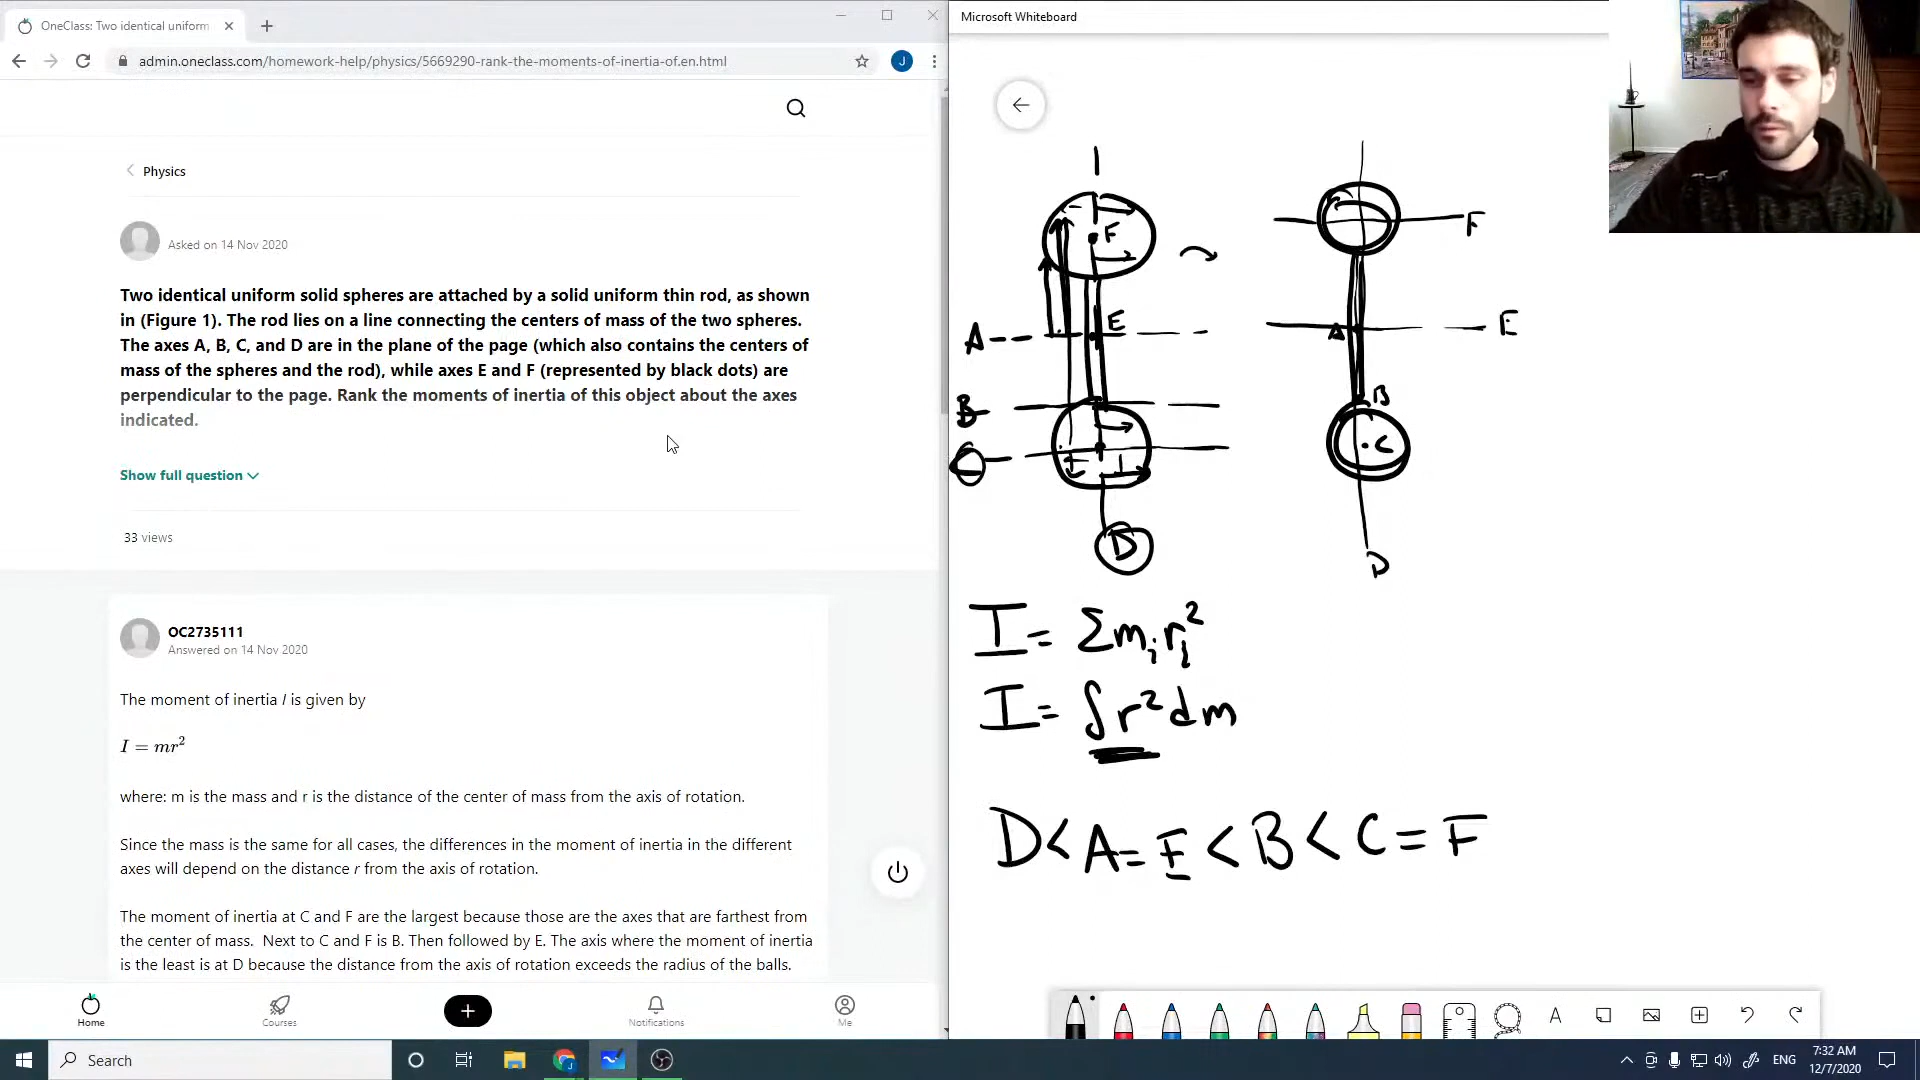 OneClass: Two identical uniform
admin.oneclass.com/homework-help/physics/5669290-rank-the-moments-of-inertia-of.en.html
J
Physics
Asked on 14 Nov 2020
Two identical uniform solid spheres are attached by a solid uniform thin rod, as shown
in (Figure 1). The rod lies on a line connecting the centers of mass of the two spheres.
The axes A, B, C, and D are in the plane of the page (which also contains the centers of
mass of the spheres and the rod), while axes E and F (represented by black dots) are
perpendicular to the page. Rank the moments of inertia of this object about the axes
indicated.
Show full question
33 views
OC2735111
Answered on 14 Nov 2020
The moment of inertia I is given by
I = mr²
where: m is the mass and r is the distance of the center of mass from the axis of rotation.
Since the mass is the same for all cases, the differences in the moment of inertia in the different
axes will depend on the distance r from the axis of rotation.
The moment of inertia at C and F are the largest because those are the axes that are farthest from
the center of mass. Next to C and F is B. Then followed by E. The axis where the moment of inertia
is the least is at D because the distance from the axis of rotation exceeds the radius of the balls.
Home
Courses
Notifications
Me
Microsoft Whiteboard
F
E
A
B
C
D
F
E
A
B
C
D
I = Σmᵢrᵢ²
I = ∫r²dm
D < A = E < B < C = F
A
Search
ENG
7:32 AM
12/7/2020